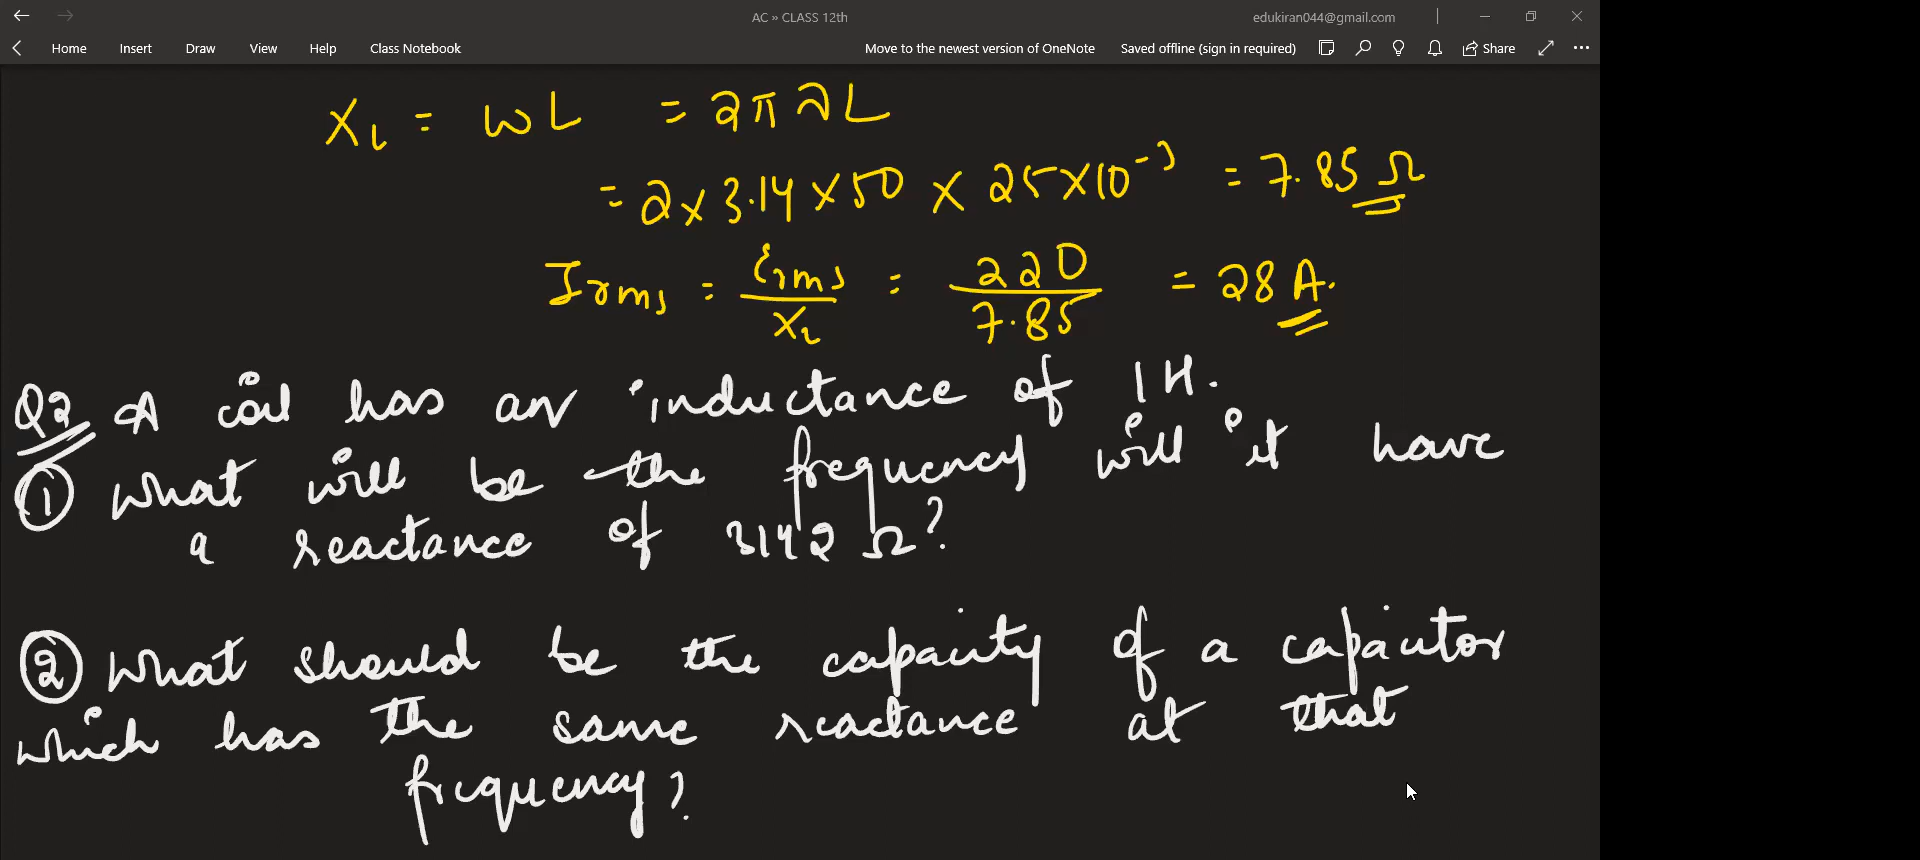 AC » CLASS 12th
edukiran044@gmail.com
Home Insert Draw View Help Class Notebook
Move to the newest version of OneNote Saved offline (sign in required) Share
X_L = ωL = 2πνL
= 2 × 3.14 × 50 × 25 × 10⁻³ = 7.85 Ω
Irms = εrms / X_L = 220 / 7.85 = 28 A.
Q2 A coil has an inductance of 1 H.
① What will be the frequency will it have
a reactance of 3142 Ω?
② What should be the capacity of a capacitor
which has the same reactance at that
frequency?